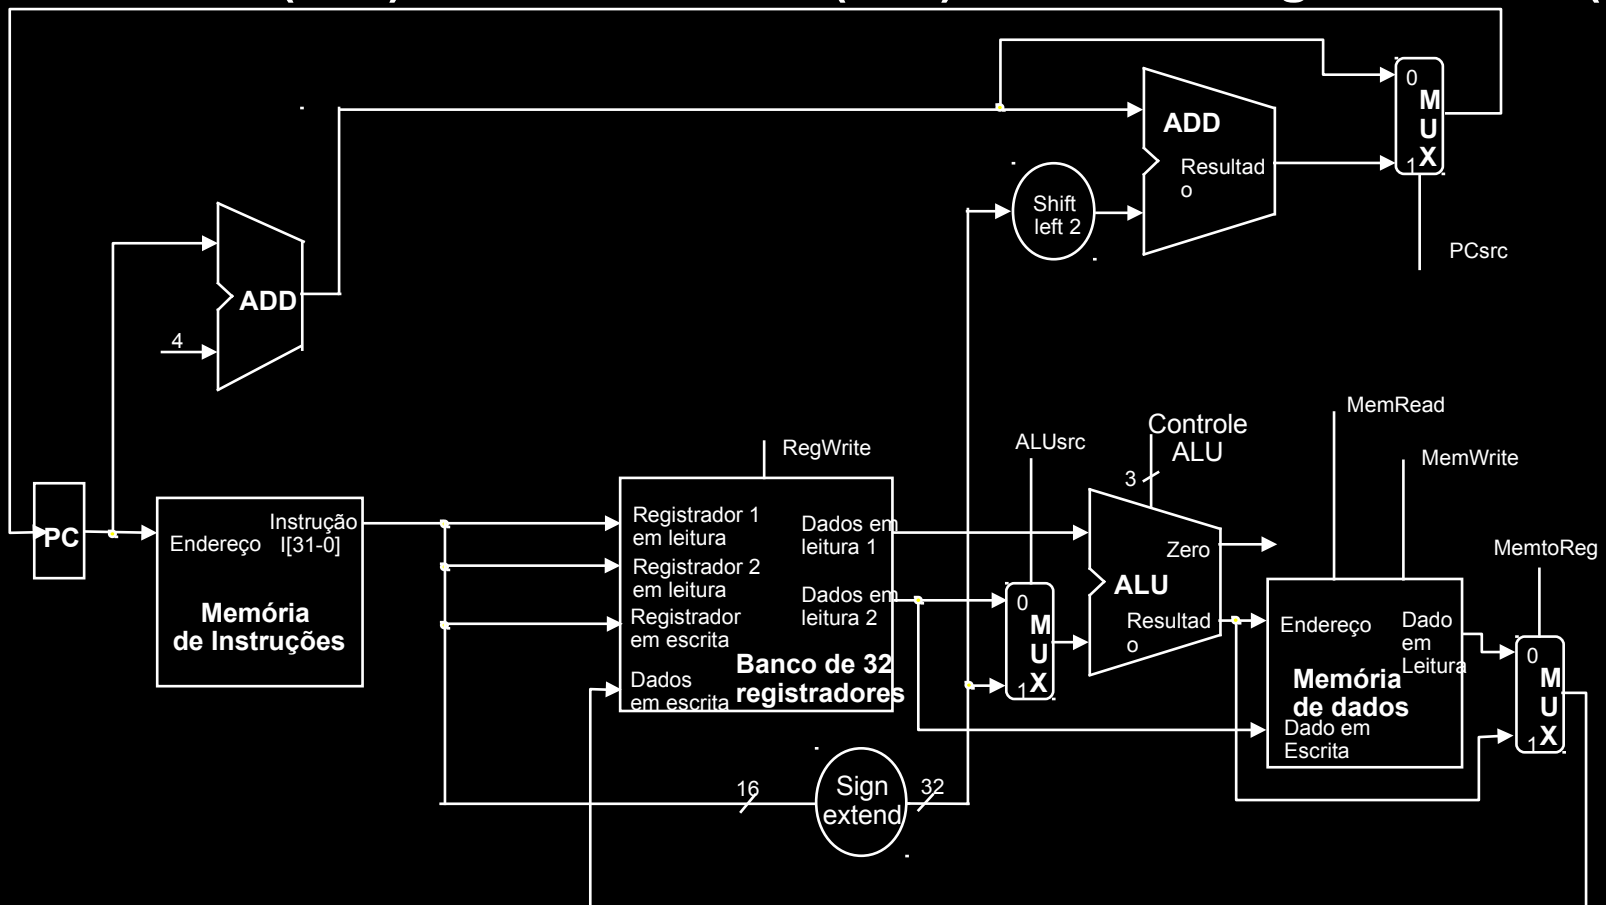 0
M
U
1X
PCsrc
ADD
Resultad
o
Shift
left 2
ADD
4
MemRead
Controle
ALU
ALUsrc
RegWrite
MemWrite
3
MemtoReg
PC
Endereço
Instrução
I[31-0]
Memória
de Instruções
Registrador 1
em leitura
Registrador 2
em leitura
Registrador
em escrita
Dados
em escrita
Dados em
leitura 1
Dados em
leitura 2
Banco de 32
registradores
0
M
U
1X
Zero
ALU
Resultad
o
Endereço
Dado
em
Leitura
Memória
de dados
Dado em
Escrita
0
M
U
1X
16
Sign
extend
32